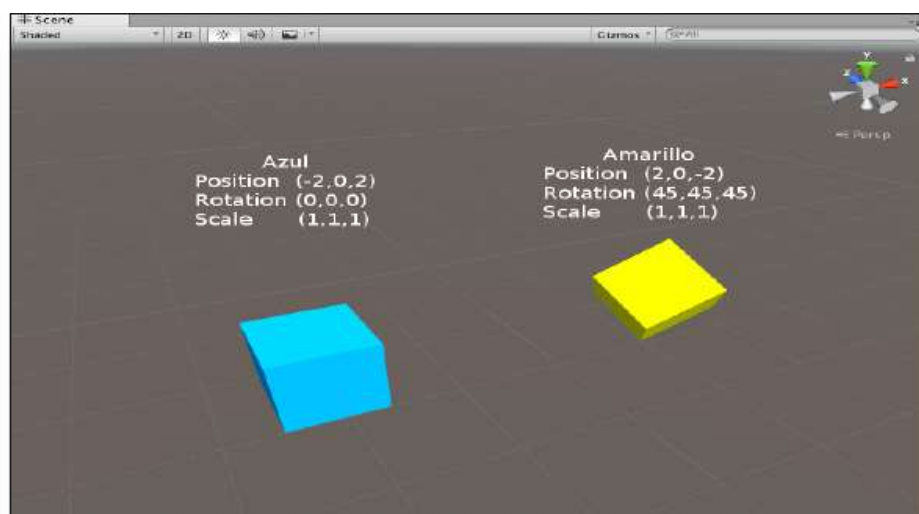 Scene
Shaded 2D Gizmos
Y
Z X
Persp
Azul
Position (-2,0,2)
Rotation (0,0,0)
Scale (1,1,1)
Amarillo
Position (2,0,-2)
Rotation (45,45,45)
Scale (1,1,1)